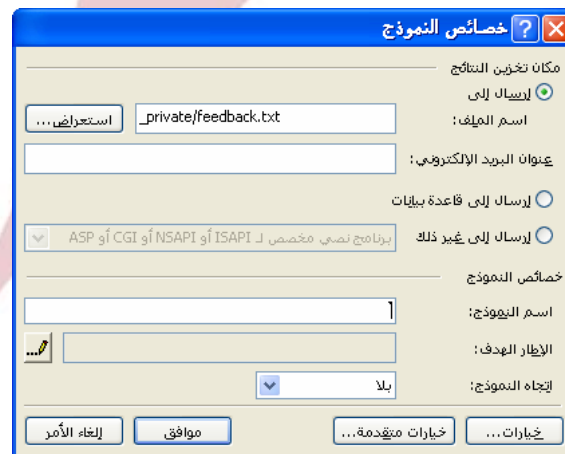 خصائص النموذج
مكان تخزين النتائج
إرسال إلى
اسم الملف: _private/feedback.txt استعراض...
عنوان البريد الإلكتروني:
إرسال إلى قاعدة بيانات
إرسال إلى غير ذلك برنامج نصي مخصص لـ ISAPI أو NSAPI أو CGI أو ASP
خصائص النموذج
اسم النموذج:
الإطار الهدف:
اتجاه النموذج: بلا
خيارات... خيارات متقدمة... موافق إلغاء الأمر